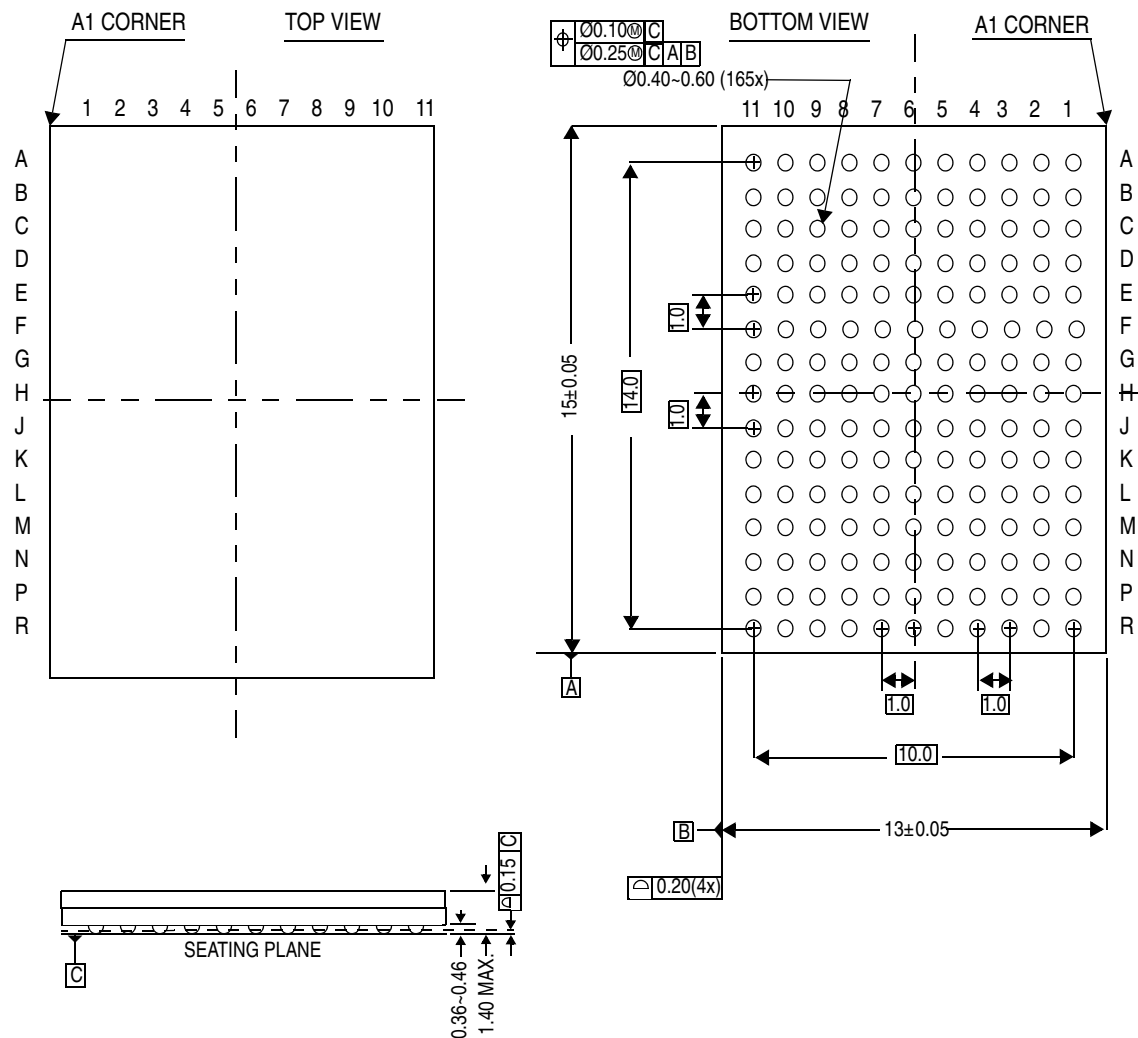 A1 CORNER
TOP VIEW
1 2 3 4 5 6 7 8 9 10 11
A
B
C
D
E
F
G
H
J
K
L
M
N
P
R
Ø0.10Ⓜ C
Ø0.25Ⓜ C A B
BOTTOM VIEW
A1 CORNER
Ø0.40~0.60 (165x)
11 10 9 8 7 6 5 4 3 2 1
A
B
C
D
E
F
G
H
J
K
L
M
N
P
R
1.0
15±0.05
14.0
1.0
A
1.0
1.0
10.0
B
13±0.05
0.20(4x)
0.15 C
SEATING PLANE
C
0.36~0.46
1.40 MAX.